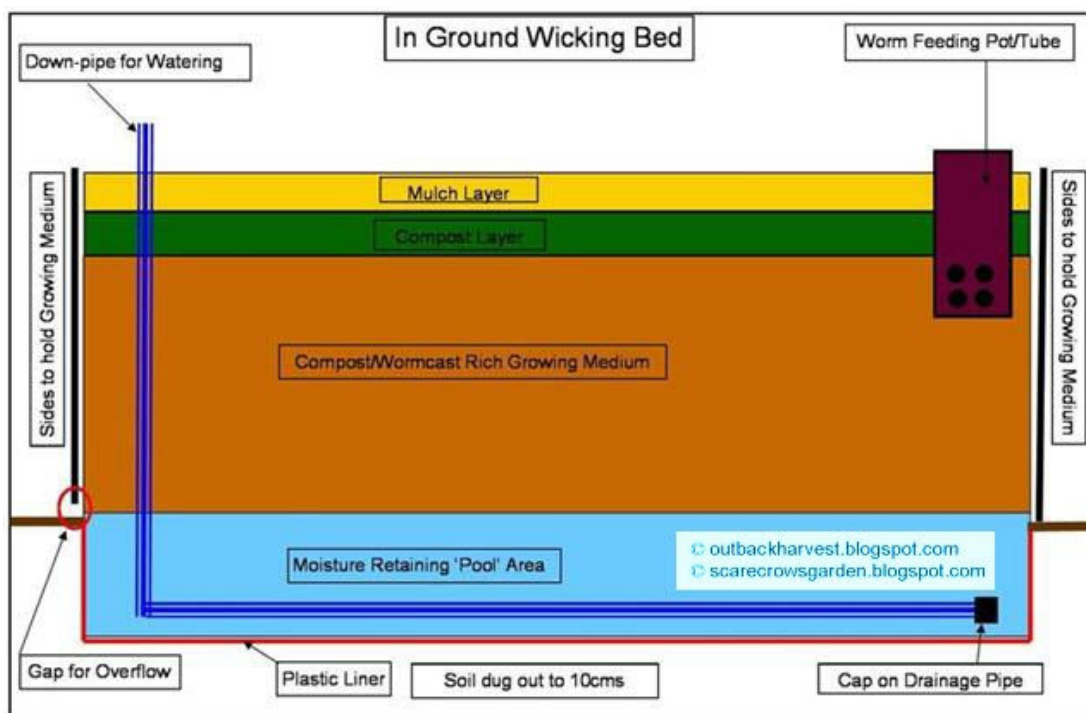 In Ground Wicking Bed
Worm Feeding Pot/Tube
Down-pipe for Watering
Mulch Layer
Compost Layer
Sides to hold Growing Medium
Sides to hold Growing Medium
Compost/Wormcast Rich Growing Medium
Moisture Retaining 'Pool' Area
© outbackharvest.blogspot.com
© scarecrowsgarden.blogspot.com
Gap for Overflow
Plastic Liner
Soil dug out to 10cms
Cap on Drainage Pipe